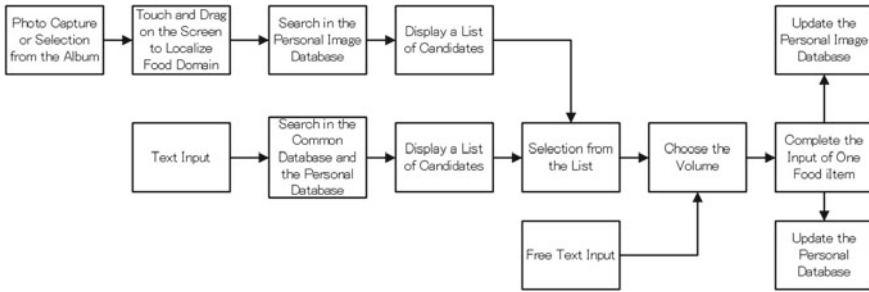 Photo Capture
or Selection
from the Album
Touch and Drag
on the Screen
to Localize
Food Domain
Search in the
Personal Image
Database
Display a List
of Candidates
Update the
Personal Image
Database
Text Input
Search in the
Common
Database and
the Personal
Database
Display a List
of Candidates
Selection from
the List
Choose the
Volume
Complete the
Input of One
Food iItem
Free Text Input
Update the
Personal
Database